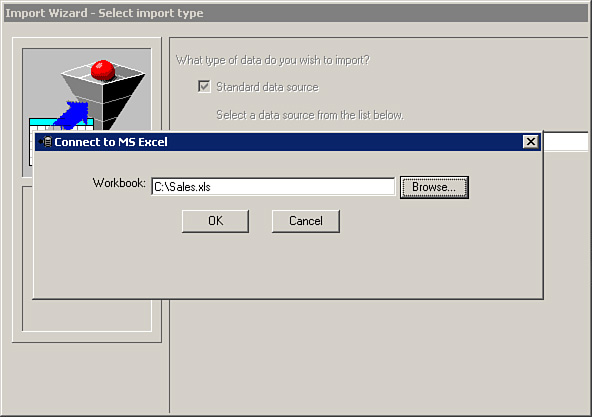 Import Wizard - Select import type
What type of data do you wish to import?
Standard data source
Select a data source from the list below.
Connect to MS Excel
Workbook: C:\Sales.xls Browse...
OK Cancel